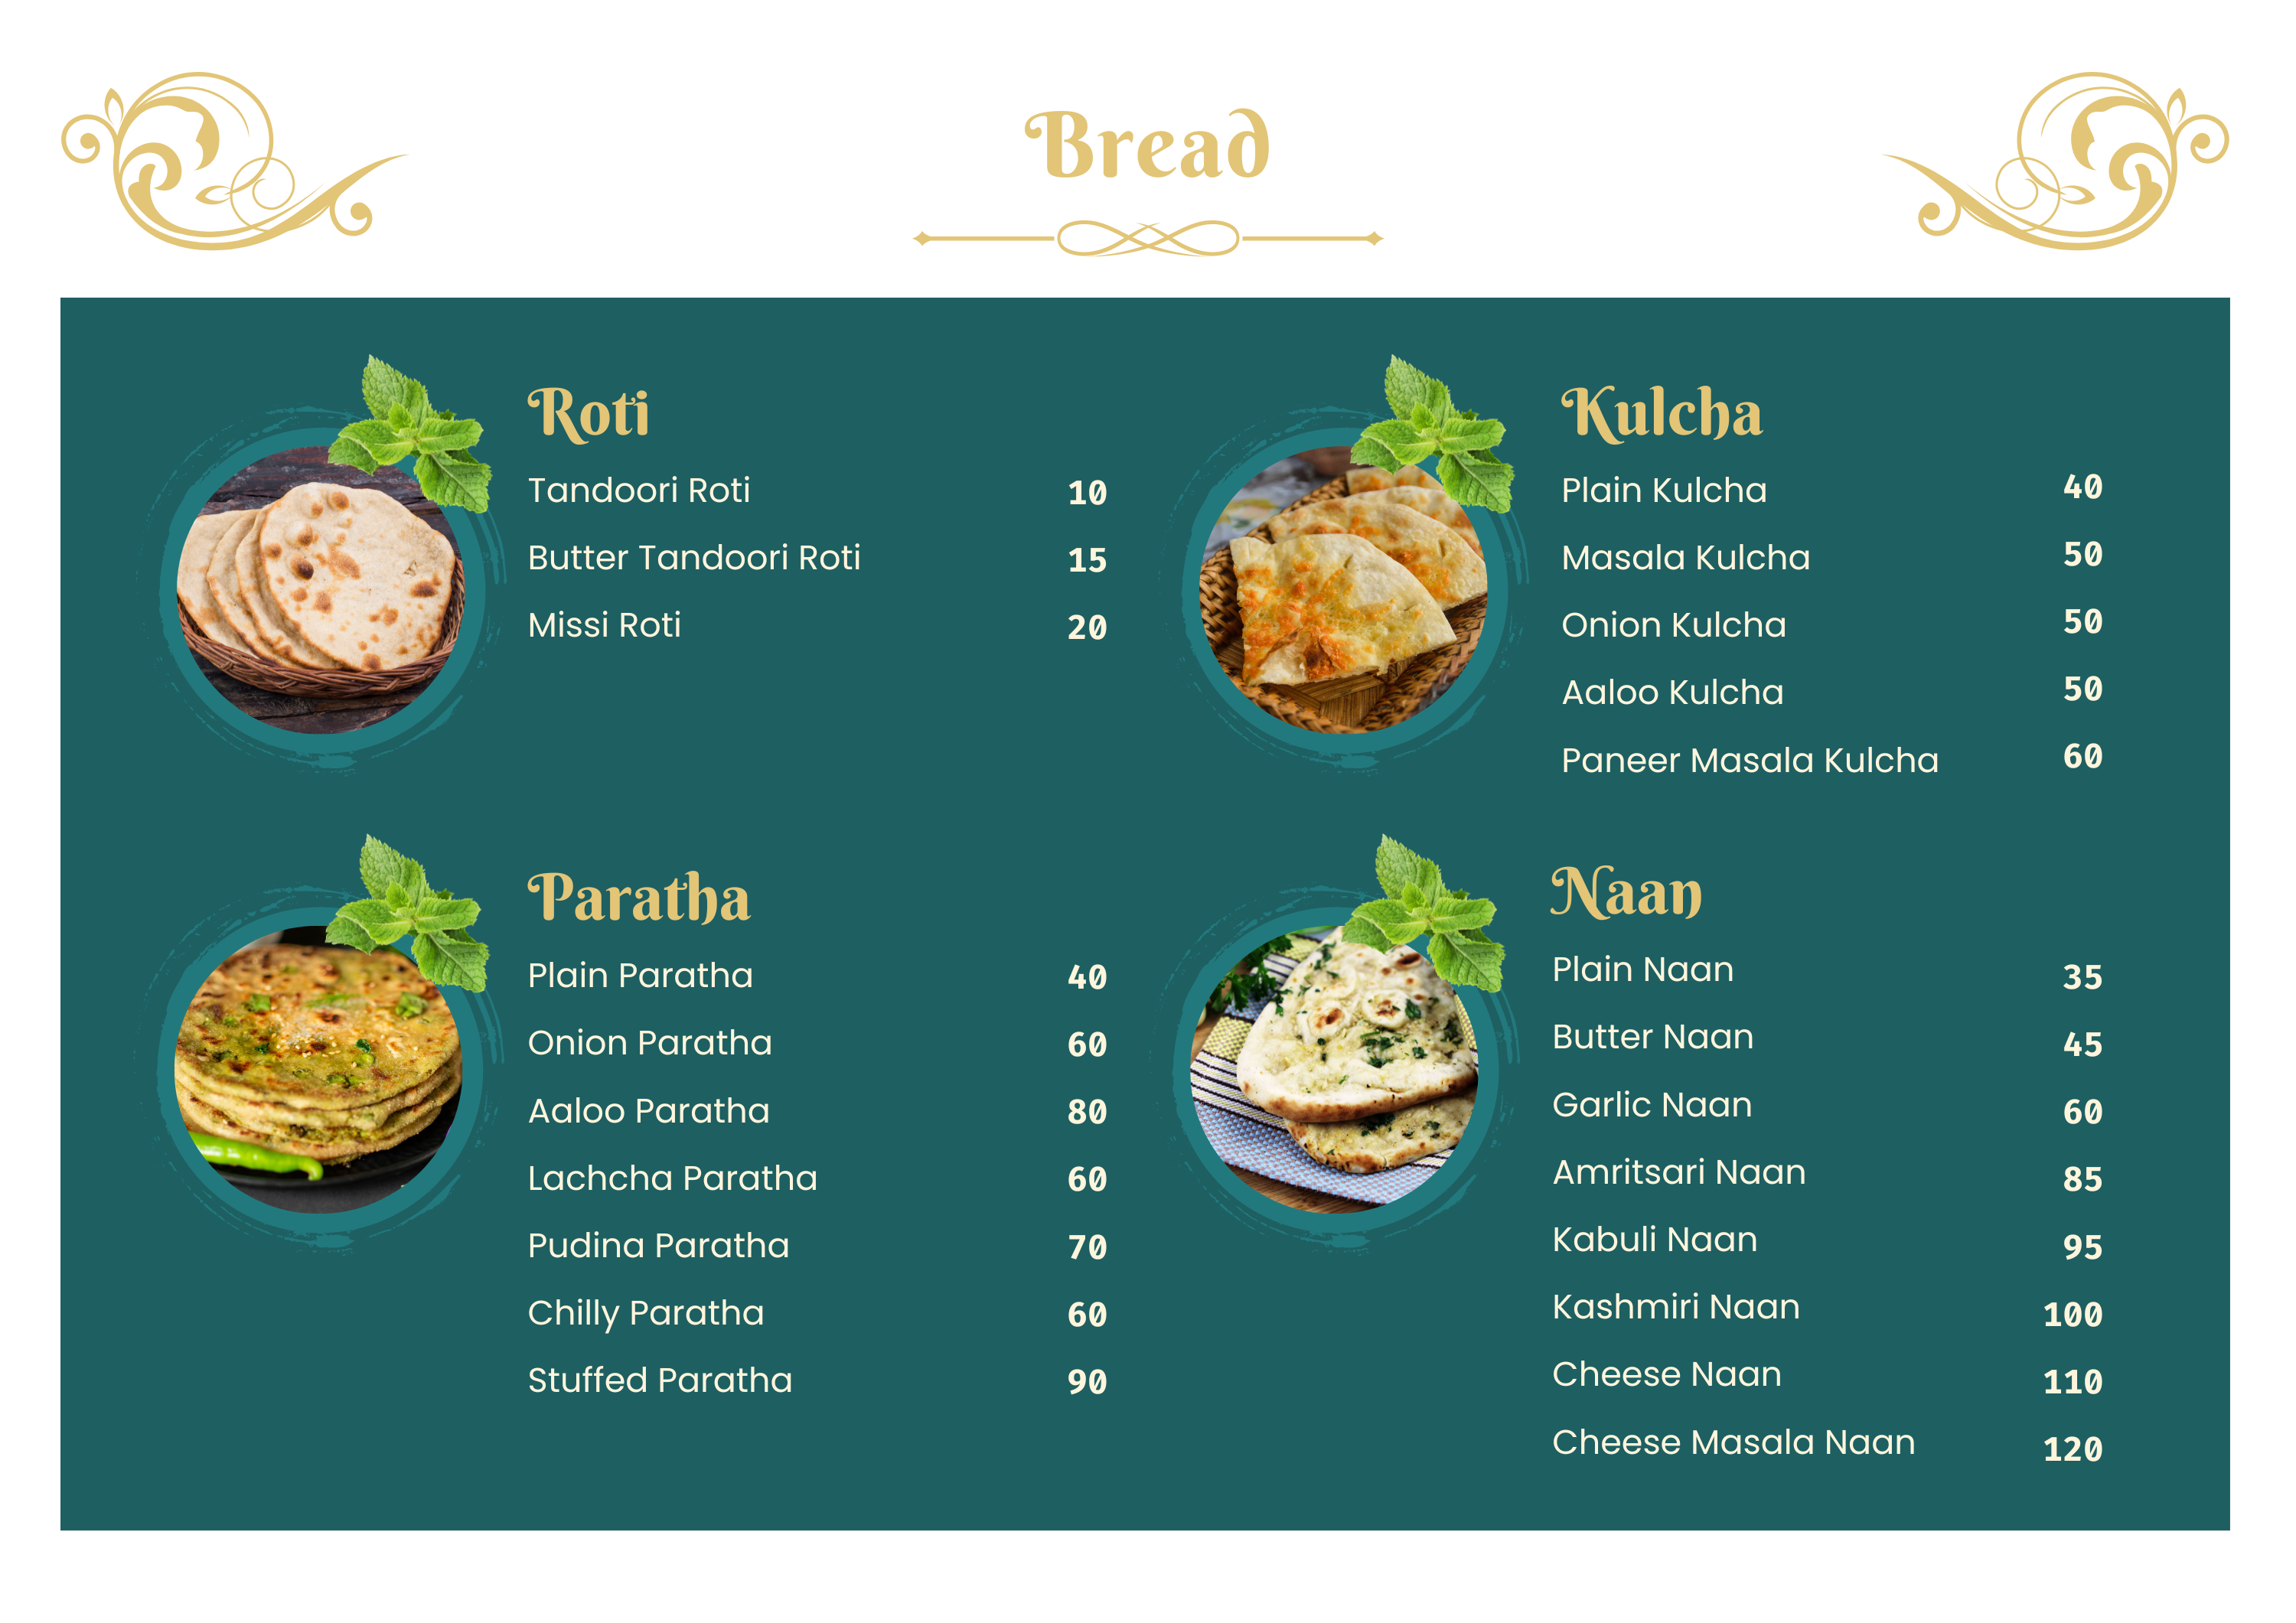 Bread
Roti
Tandoori Roti 10
Butter Tandoori Roti 15
Missi Roti 20
Kulcha
Plain Kulcha 40
Masala Kulcha 50
Onion Kulcha 50
Aaloo Kulcha 50
Paneer Masala Kulcha 60
Paratha
Plain Paratha 40
Onion Paratha 60
Aaloo Paratha 80
Lachcha Paratha 60
Pudina Paratha 70
Chilly Paratha 60
Stuffed Paratha 90
Naan
Plain Naan 35
Butter Naan 45
Garlic Naan 60
Amritsari Naan 85
Kabuli Naan 95
Kashmiri Naan 100
Cheese Naan 110
Cheese Masala Naan 120